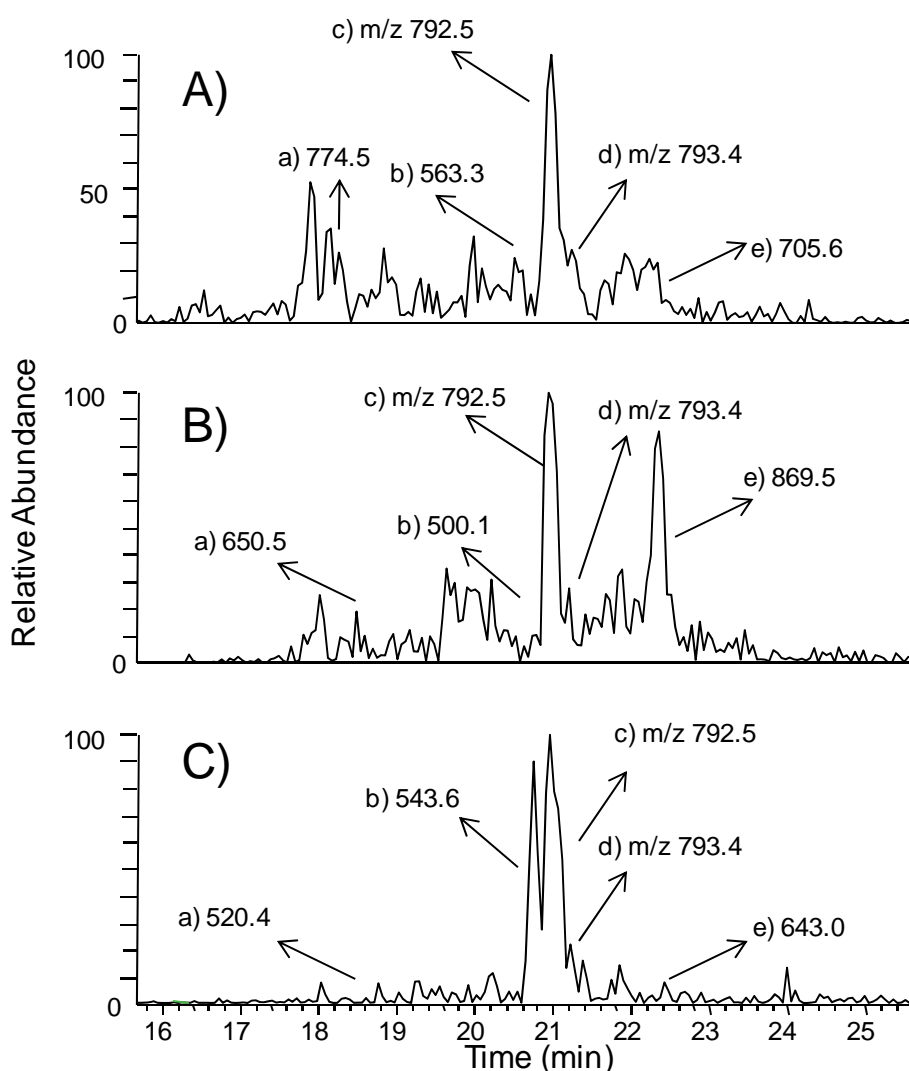 c) m/z 792.5
100
A)
a) 774.5
b) 563.3
d) m/z 793.4
50
e) 705.6
0
Relative Abundance
100
c) m/z 792.5
B)
d) m/z 793.4
e) 869.5
a) 650.5
b) 500.1
0
100
C)
c) m/z 792.5
b) 543.6
d) m/z 793.4
a) 520.4
e) 643.0
0
16 17 18 19 20 21 22 23 24 25
Time (min)